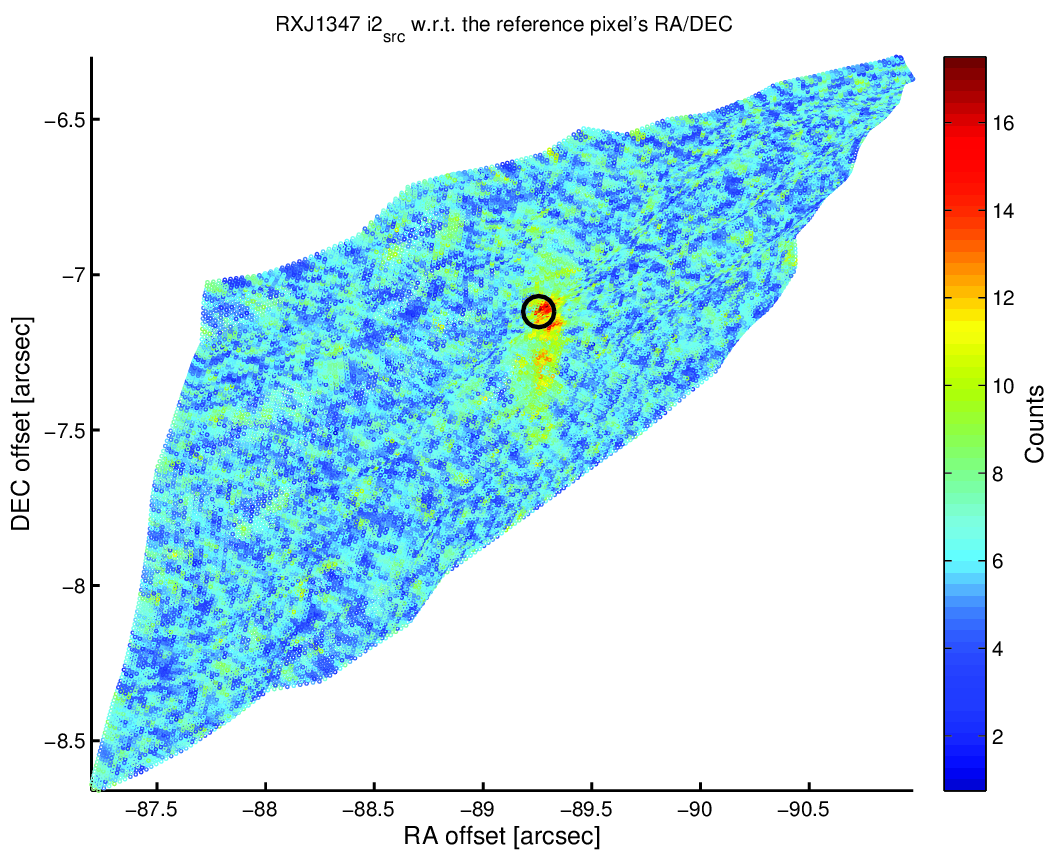 RXJ1347 i2src w.r.t. the reference pixel's RA/DEC
−6.5
−7
−7.5
−8
−8.5
DEC offset [arcsec]
−87.5 −88 −88.5 −89 −89.5 −90 −90.5
RA offset [arcsec]
16
14
12
10
8
6
4
2
Counts